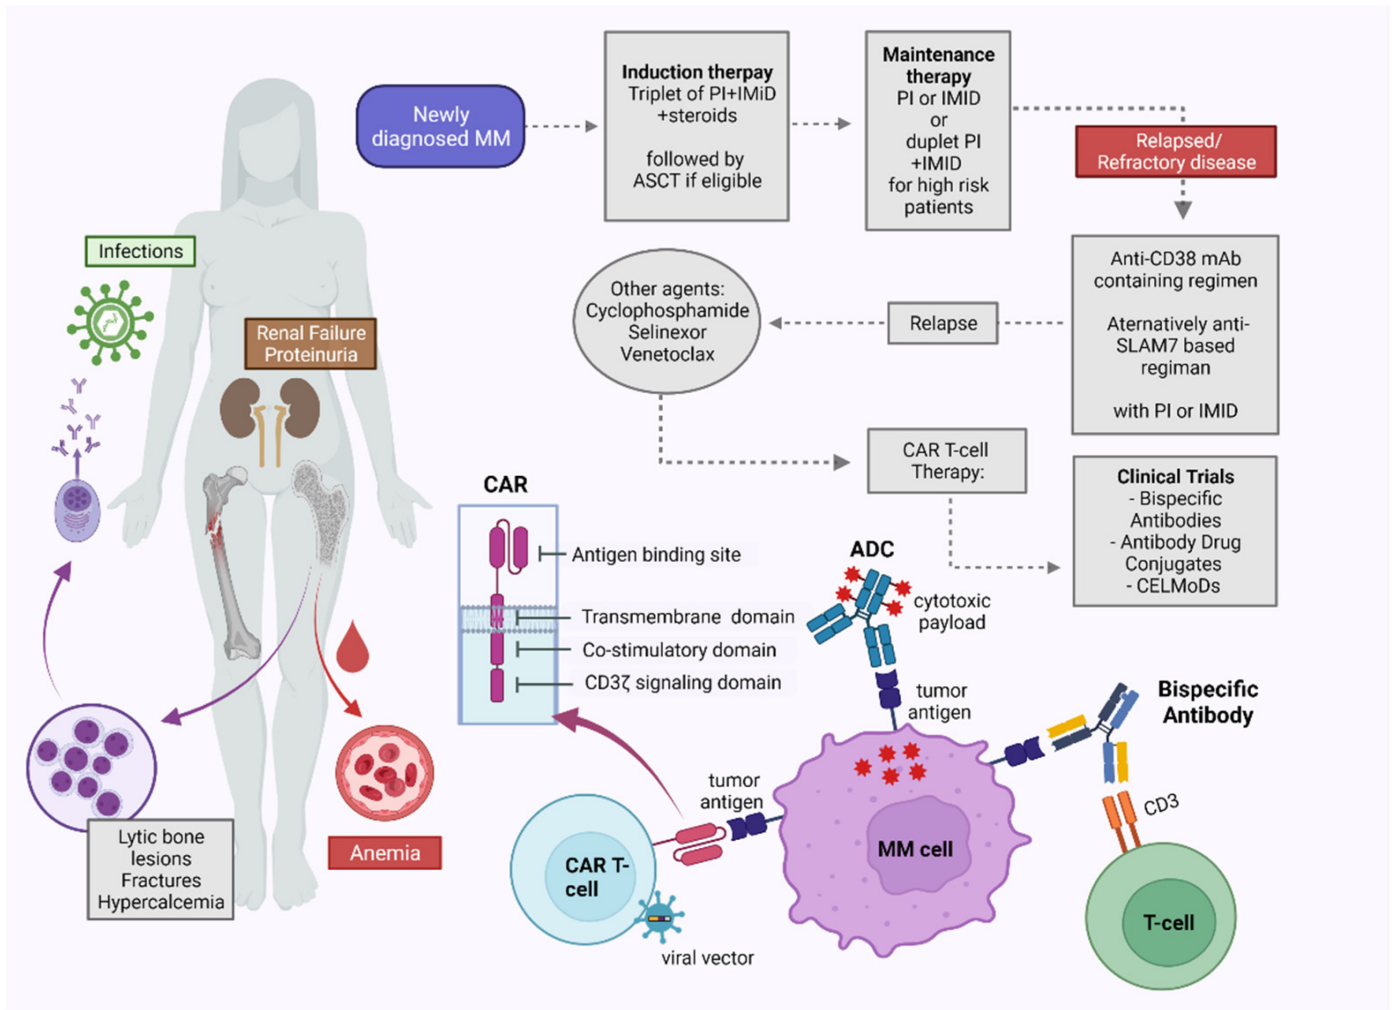 Newly
diagnosed MM
Induction therpay
Triplet of PI+IMiD
+steroids
followed by
ASCT if eligible
Maintenance
therapy
PI or IMID
or
duplet PI
+IMID
for high risk
patients
Relapsed/
Refractory disease
Anti-CD38 mAb
containing regimen
Aternatively anti-
SLAM7 based
regiman
with PI or IMID
Relapse
Other agents:
Cyclophosphamide
Selinexor
Venetoclax
CAR T-cell
Therapy:
Clinical Trials
- Bispecific
Antibodies
- Antibody Drug
Conjugates
- CELMoDs
Infections
Renal Failure
Proteinuria
Lytic bone
lesions
Fractures
Hypercalcemia
Anemia
CAR
Antigen binding site
Transmembrane domain
Co-stimulatory domain
CD3ζ signaling domain
ADC
cytotoxic
payload
tumor
antigen
Bispecific
Antibody
tumor
antigen
CD3
CAR T-
cell
viral vector
MM cell
T-cell